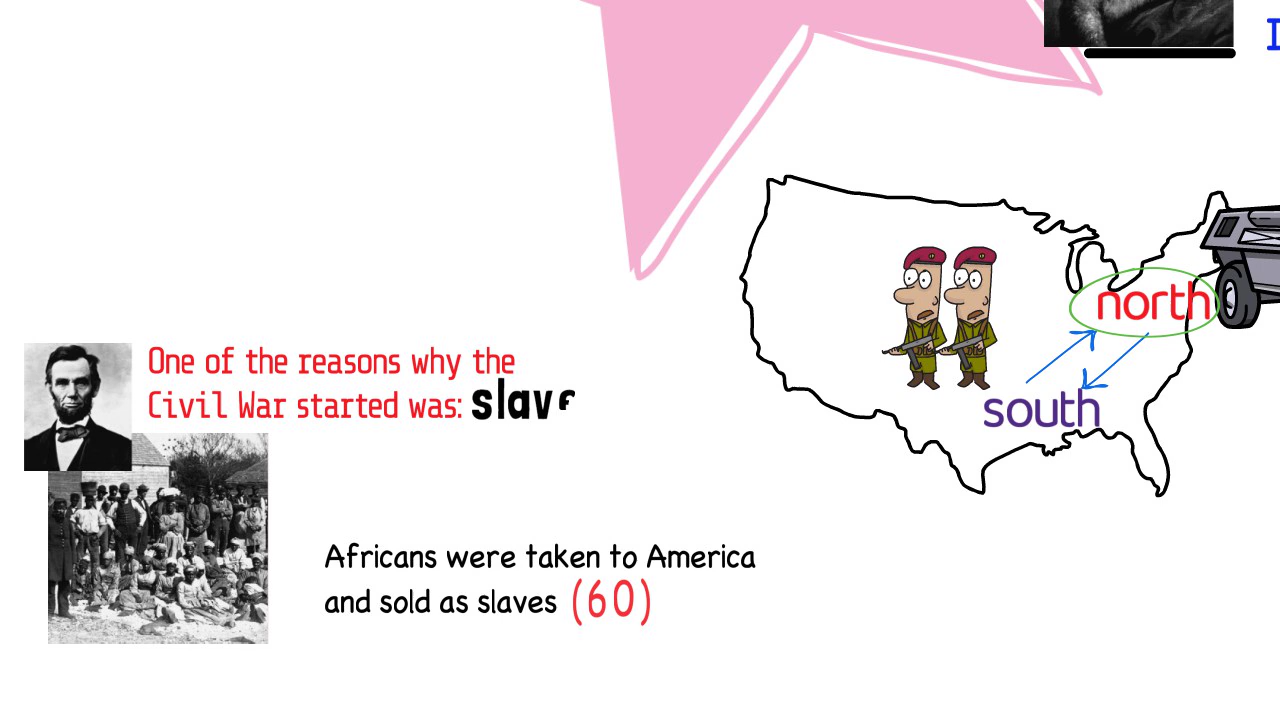 One of the reasons why the
Civil War started was: slave
Africans were taken to America
and sold as slaves (60)
north
south